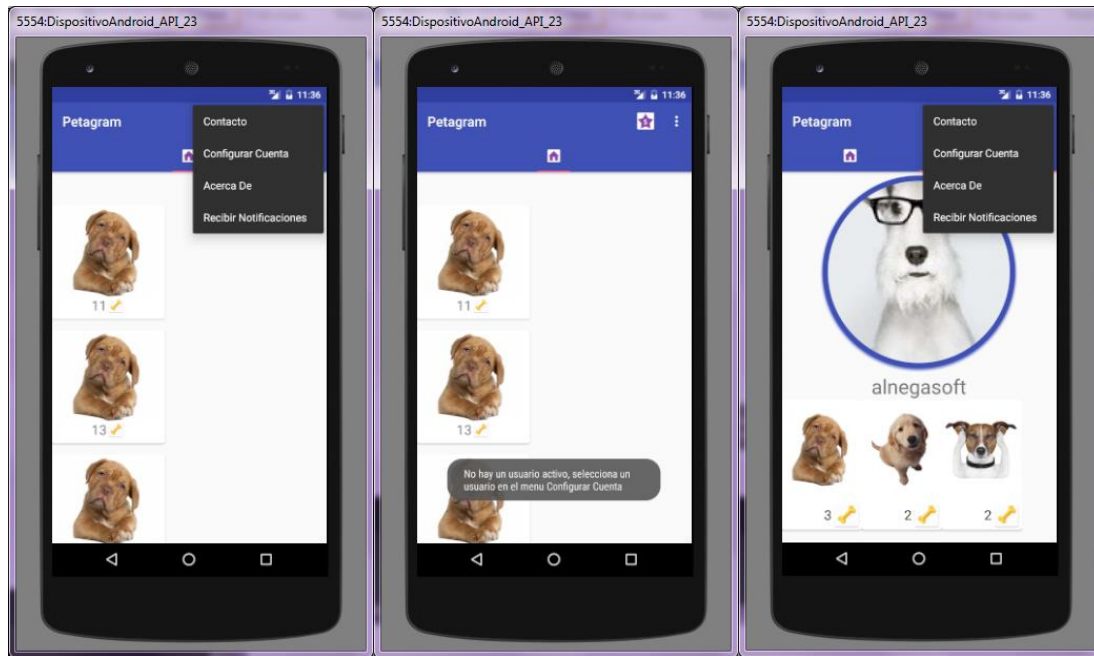 5554:DispositivoAndroid_API_23
11:36
Petagram
Contacto
Configurar Cuenta
Acerca De
Recibir Notificaciones
11
13
5554:DispositivoAndroid_API_23
11:36
Petagram
11
13
No hay un usuario activo, selecciona un
usuario en el menu Configurar Cuenta
5554:DispositivoAndroid_API_23
11:36
Petagram
Contacto
Configurar Cuenta
Acerca De
Recibir Notificaciones
alnegasoft
3 2 2